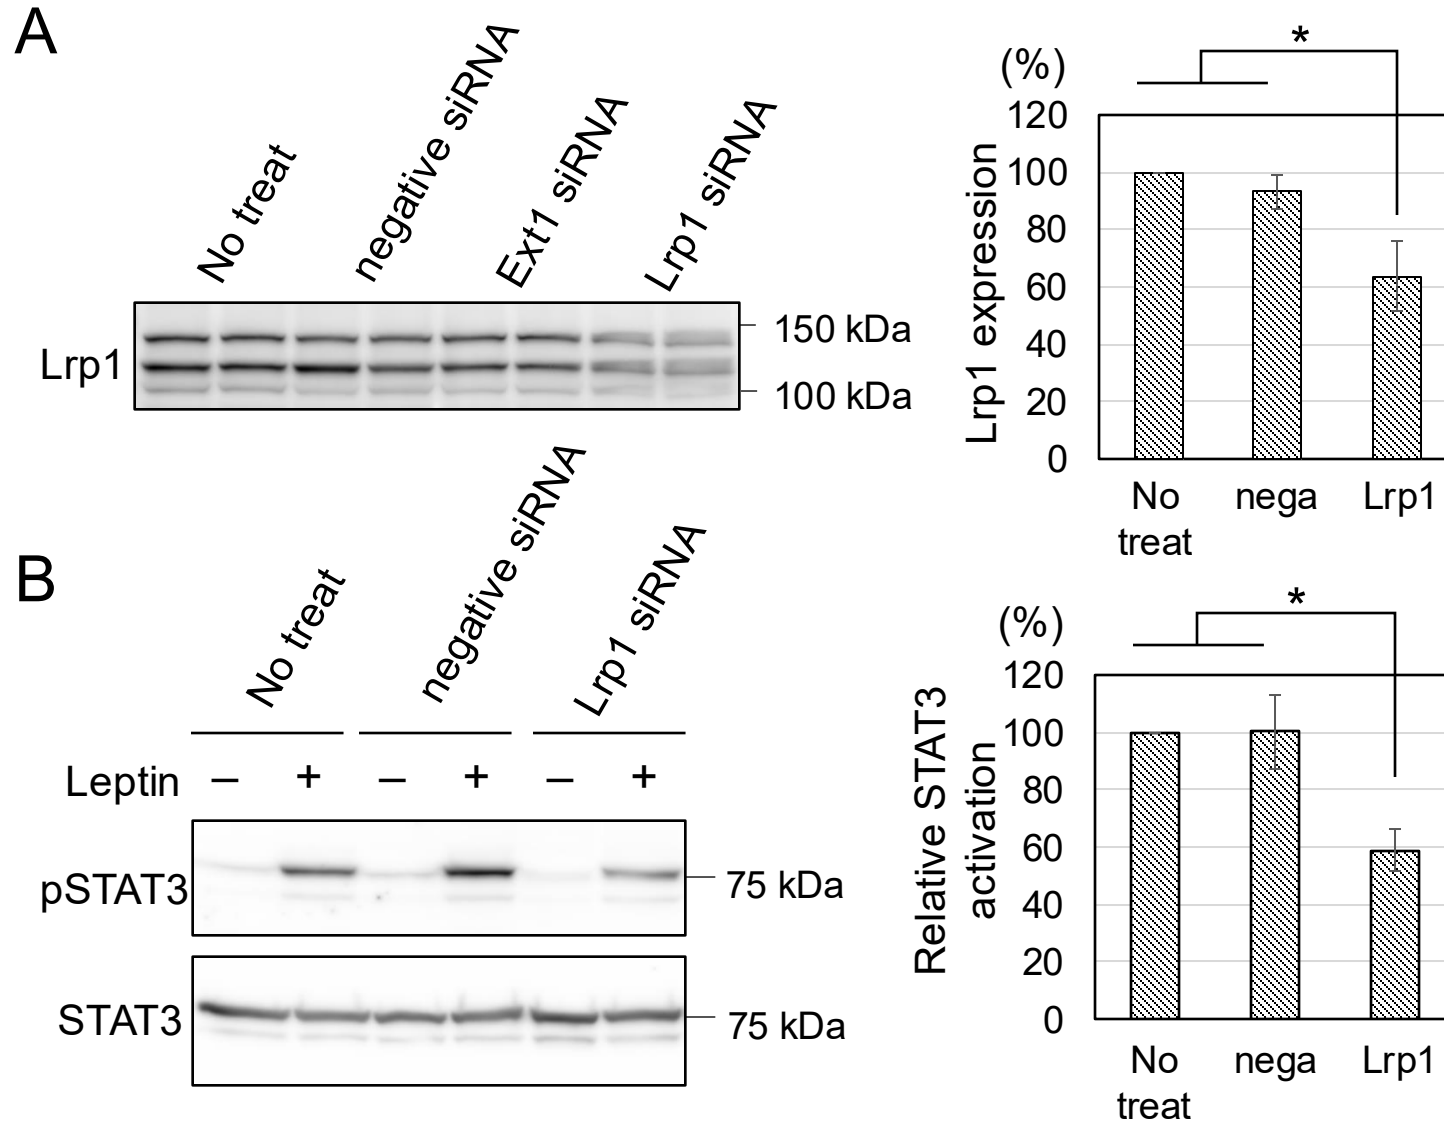 A
No treat
negative siRNA
Ext1 siRNA
Lrp1 siRNA
Lrp1
150 kDa
100 kDa
(%)
*
Lrp1 expression
120
100
80
60
40
20
0
No treat
nega
Lrp1
B
No treat
negative siRNA
Lrp1 siRNA
Leptin – + – + – +
pSTAT3
75 kDa
STAT3
75 kDa
(%)
*
Relative STAT3
activation
120
100
80
60
40
20
0
No treat
nega
Lrp1